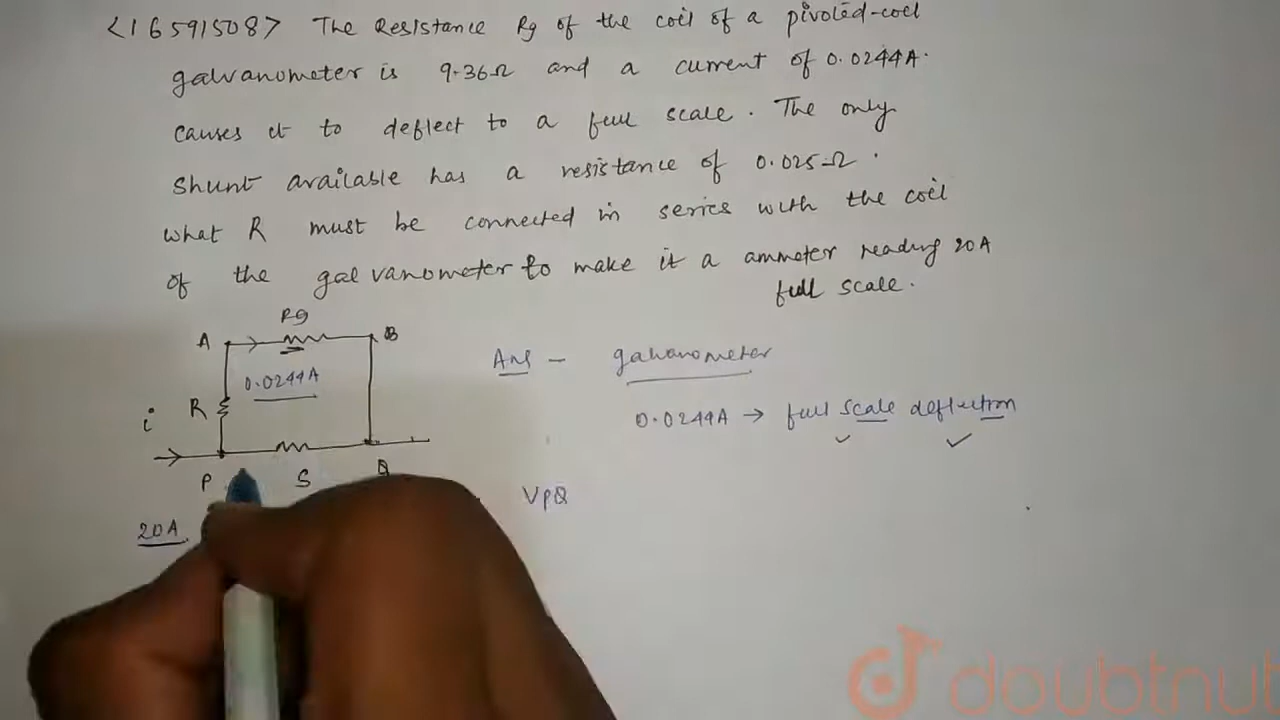 <16591508> The Resistance Rg of the coil of a pivoted-coil
galvanometer is 9.36Ω and a current of 0.0244A.
causes it to deflect to a full scale. The only
shunt available has a resistance of 0.025Ω.
what R must be connected in series with the coil
of the galvanometer to make it a ammeter reading 20A
full scale.
Rg
A
B
Ans - galvanometer
0.0244A
R
0.0244A → full scale deflection
i
P
S
Q
VPQ
20A
doubtnut